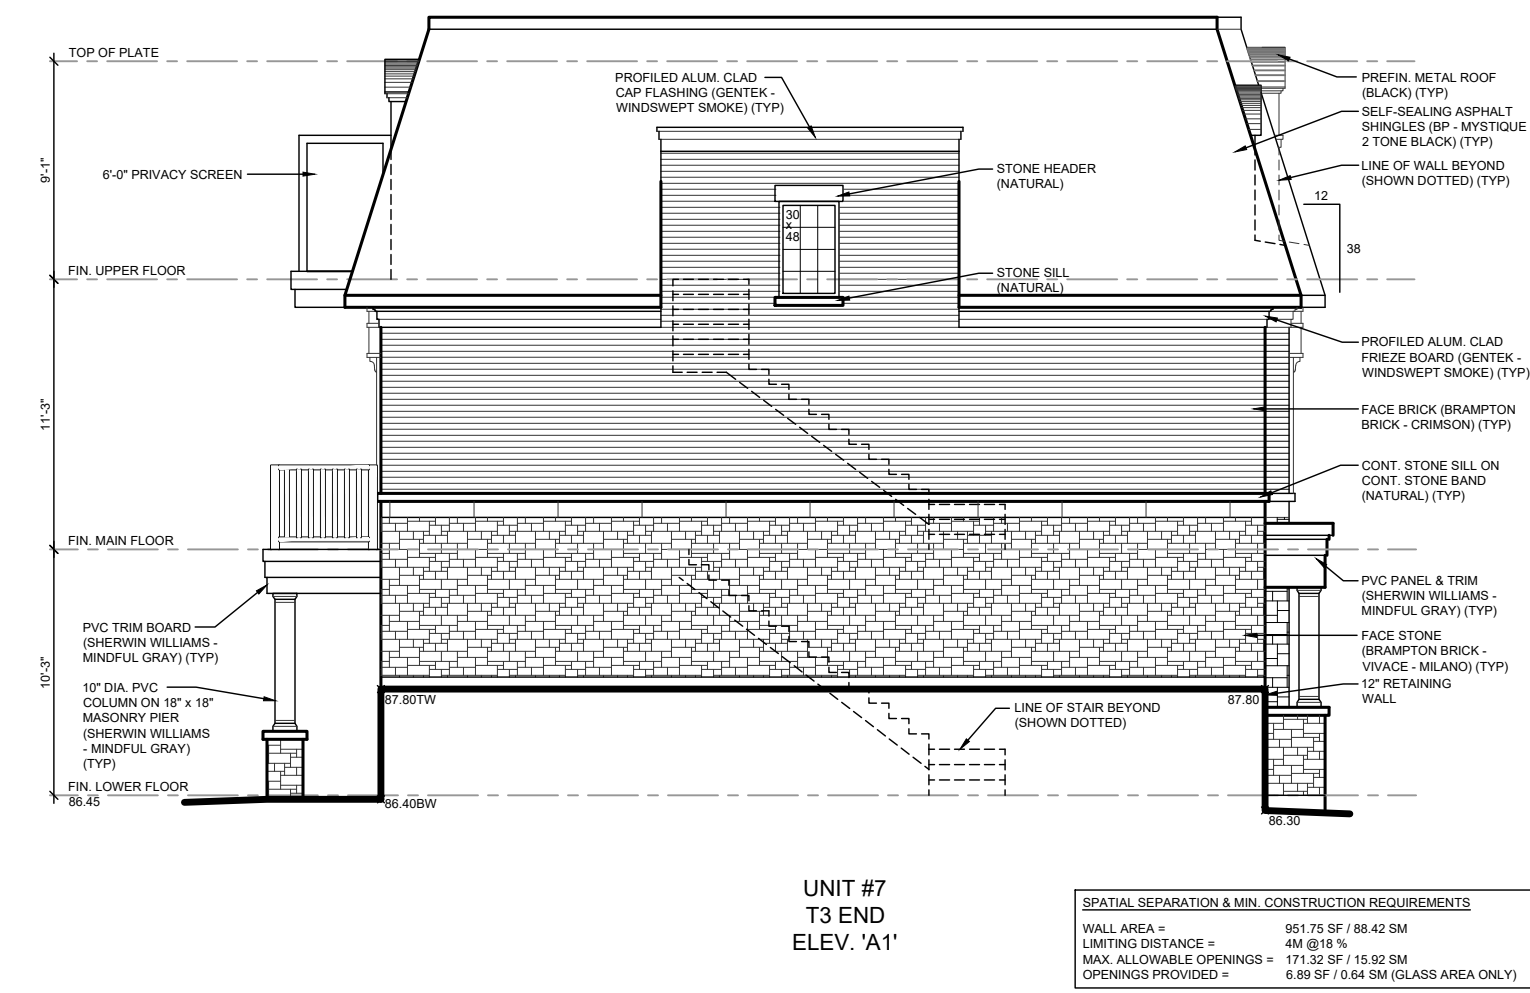 TOP OF PLATE
9'-1"
6'-0" PRIVACY SCREEN
FIN. UPPER FLOOR
11'-3"
FIN. MAIN FLOOR
10'-3"
PVC TRIM BOARD
(SHERWIN WILLIAMS -
MINDFUL GRAY) (TYP)
10" DIA. PVC
COLUMN ON 18" x 18"
MASONRY PIER
(SHERWIN WILLIAMS
- MINDFUL GRAY)
(TYP)
FIN. LOWER FLOOR
86.45
PROFILED ALUM. CLAD
CAP FLASHING (GENTEK -
WINDSWEPT SMOKE) (TYP)
STONE HEADER
(NATURAL)
30
x
48
STONE SILL
(NATURAL)
87.80TW
86.40BW
LINE OF STAIR BEYOND
(SHOWN DOTTED)
87.80
86.30
PREFIN. METAL ROOF
(BLACK) (TYP)
SELF-SEALING ASPHALT
SHINGLES (BP - MYSTIQUE
2 TONE BLACK) (TYP)
LINE OF WALL BEYOND
(SHOWN DOTTED) (TYP)
12
38
PROFILED ALUM. CLAD
FRIEZE BOARD (GENTEK -
WINDSWEPT SMOKE) (TYP)
FACE BRICK (BRAMPTON
BRICK - CRIMSON) (TYP)
CONT. STONE SILL ON
CONT. STONE BAND
(NATURAL) (TYP)
PVC PANEL & TRIM
(SHERWIN WILLIAMS -
MINDFUL GRAY) (TYP)
FACE STONE
(BRAMPTON BRICK -
VIVACE - MILANO) (TYP)
12" RETAINING
WALL
UNIT #7
T3 END
ELEV. 'A1'
SPATIAL SEPARATION & MIN. CONSTRUCTION REQUIREMENTS
WALL AREA = 951.75 SF / 88.42 SM
LIMITING DISTANCE = 4M @18 %
MAX. ALLOWABLE OPENINGS = 171.32 SF / 15.92 SM
OPENINGS PROVIDED = 6.89 SF / 0.64 SM (GLASS AREA ONLY)